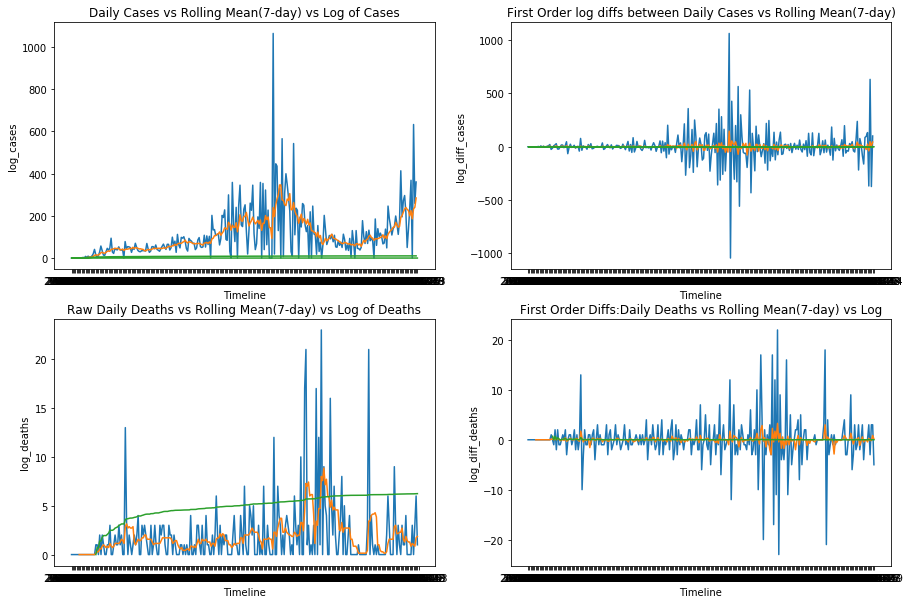 Daily Cases vs Rolling Mean(7-day) vs Log of Cases
First Order log diffs between Daily Cases vs Rolling Mean(7-day)
log_cases
1000
800
600
400
200
0
Timeline
log_diff_cases
1000
500
0
−500
−1000
Timeline
Raw Daily Deaths vs Rolling Mean(7-day) vs Log of Deaths
First Order Diffs:Daily Deaths vs Rolling Mean(7-day) vs Log
log_deaths
20
15
10
5
0
Timeline
log_diff_deaths
20
10
0
−10
−20
Timeline